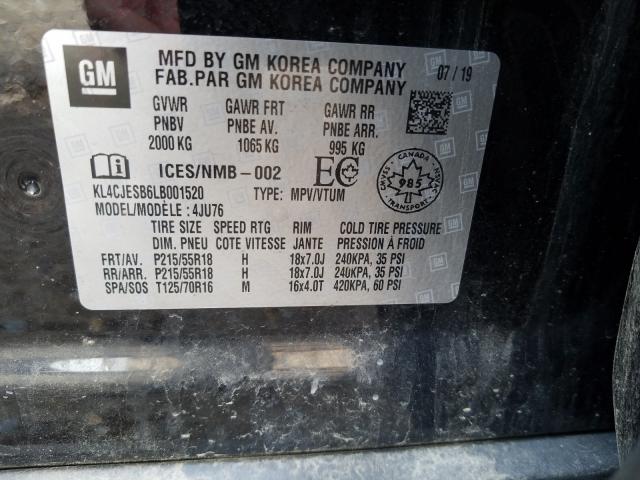 GM
MFD BY GM KOREA COMPANY
FAB.PAR GM KOREA COMPANY
07/19
GVWR GAWR FRT GAWR RR
PNBV PNBE AV. PNBE ARR.
2000 KG 1065 KG 995 KG
ICES/NMB-002 EC
CMVSS CANADA NSVAC
985
TRANSPORT
KL4CJESB6LB001520 TYPE: MPV/VTUM
MODEL/MODÈLE : 4JU76
TIRE SIZE SPEED RTG RIM COLD TIRE PRESSURE
DIM. PNEU COTE VITESSE JANTE PRESSION À FROID
FRT/AV. P215/55R18 H 18x7.0J 240KPA, 35 PSI
RR/ARR. P215/55R18 H 18x7.0J 240KPA, 35 PSI
SPA/SOS T125/70R16 M 16x4.0T 420KPA, 60 PSI